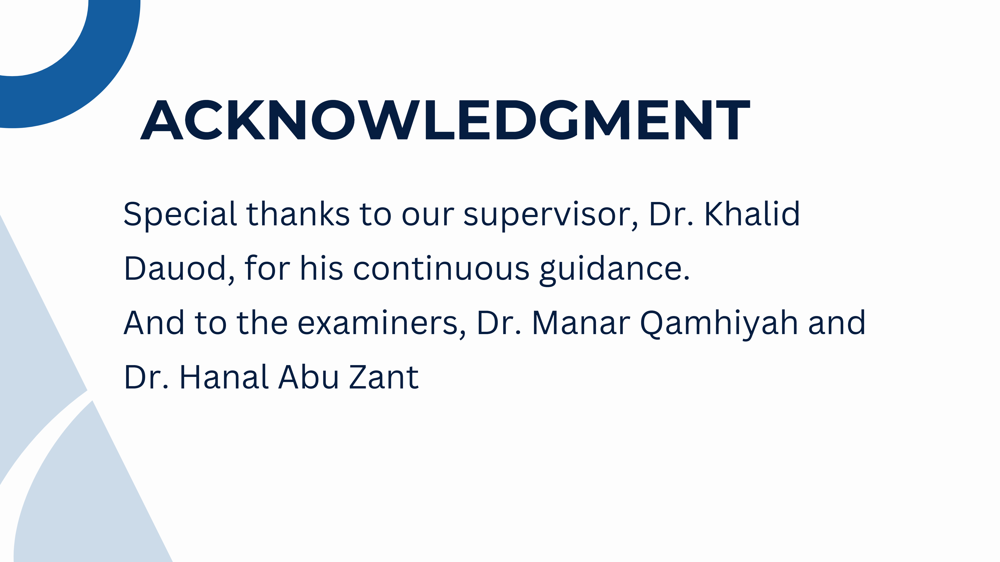 ACKNOWLEDGMENT
Special thanks to our supervisor, Dr. Khalid
Dauod, for his continuous guidance.
And to the examiners, Dr. Manar Qamhiyah and
Dr. Hanal Abu Zant